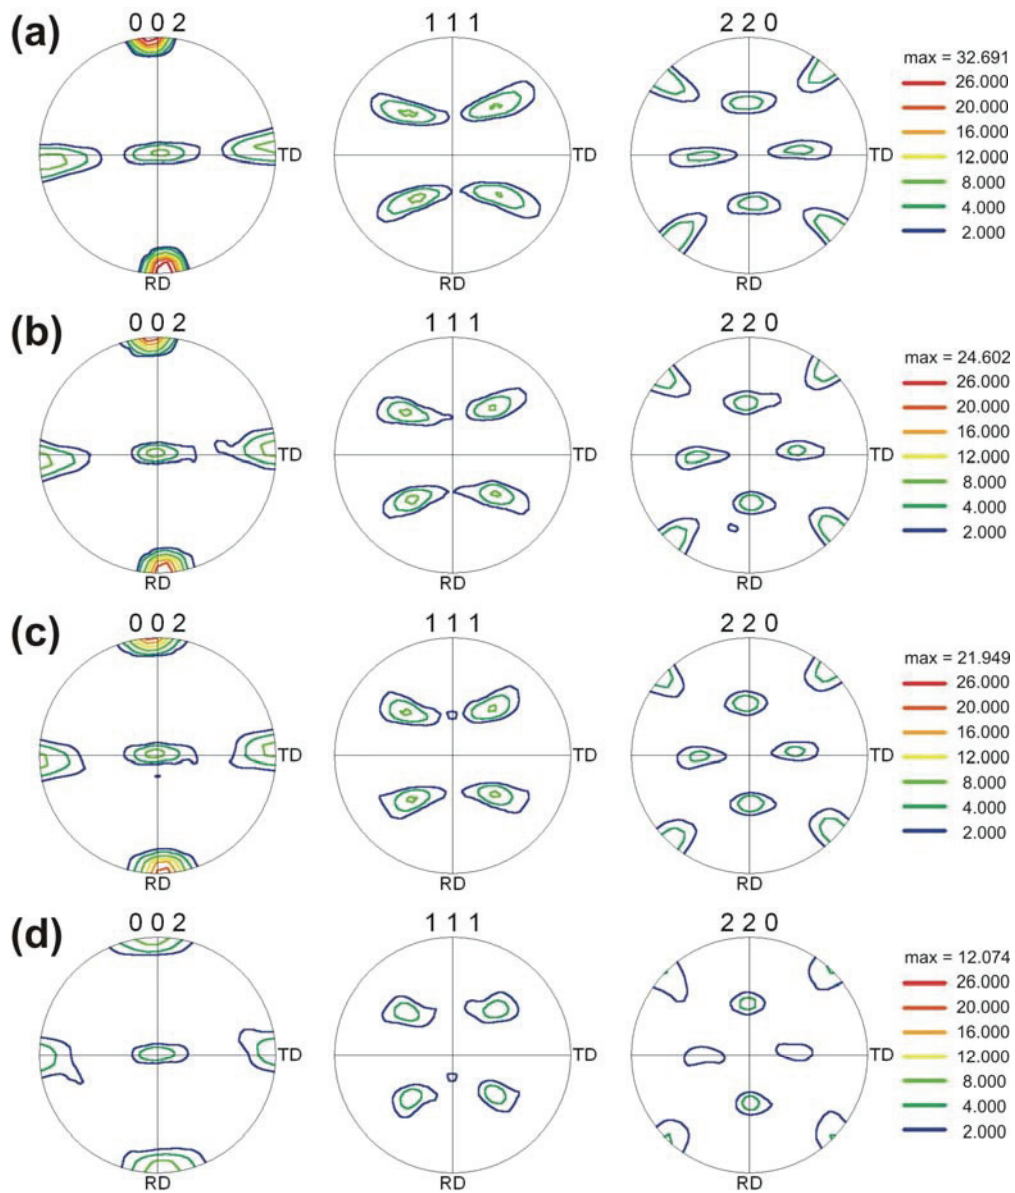 (a)
0 0 2 1 1 1 2 2 0
max = 32.691
26.000
20.000
16.000
12.000
TD TD TD
8.000
4.000
2.000
RD RD RD
(b)
0 0 2 1 1 1 2 2 0
max = 24.602
26.000
20.000
16.000
12.000
TD TD TD
8.000
4.000
2.000
RD RD RD
(c)
0 0 2 1 1 1 2 2 0
max = 21.949
26.000
20.000
16.000
12.000
TD TD TD
8.000
4.000
2.000
RD RD RD
(d)
0 0 2 1 1 1 2 2 0
max = 12.074
26.000
20.000
16.000
12.000
TD TD TD
8.000
4.000
2.000
RD RD RD